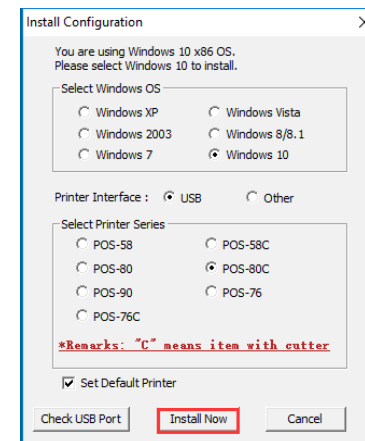 Install Configuration
You are using Windows 10 x86 OS.
Please select Windows 10 to install.
Select Windows OS
Windows XP Windows Vista
Windows 2003 Windows 8/8.1
Windows 7 Windows 10
Printer Interface : USB Other
Select Printer Series
POS-58 POS-58C
POS-80 POS-80C
POS-90 POS-76
POS-76C
*Remarks: "C" means item with cutter
Set Default Printer
Check USB Port Install Now Cancel